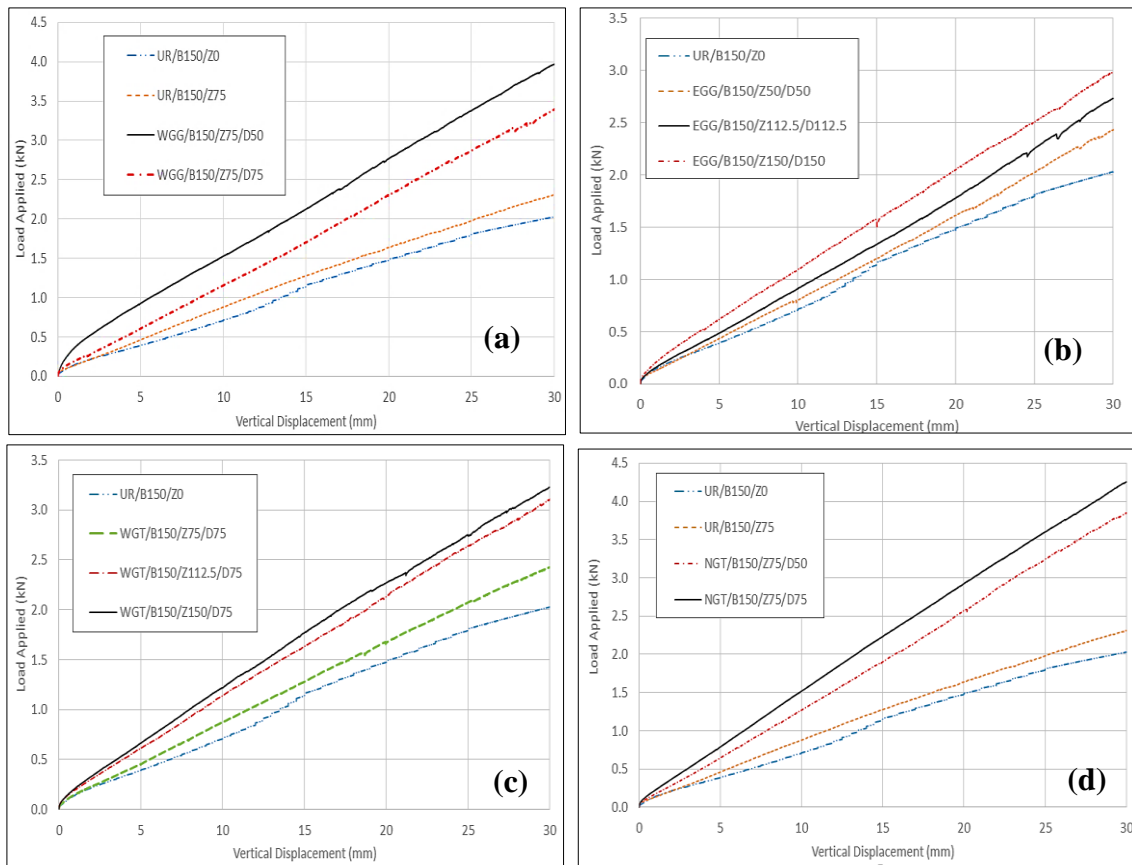 4.5
4.0
3.5
3.0
2.5
2.0
1.5
1.0
0.5
0.0
Load Applied (kN)
UR/B150/Z0
UR/B150/Z75
WGG/B150/Z75/D50
WGG/B150/Z75/D75
(a)
0 5 10 15 20 25 30
Vertical Displacement (mm)
3.5
3.0
2.5
2.0
1.5
1.0
0.5
0.0
Load Applied (kN)
UR/B150/Z0
EGG/B150/Z50/D50
EGG/B150/Z112.5/D112.5
EGG/B150/Z150/D150
(b)
0 5 10 15 20 25 30
Vertical Displacement (mm)
3.5
3.0
2.5
2.0
1.5
1.0
0.5
0.0
Load Applied (kN)
UR/B150/Z0
WGT/B150/Z75/D75
WGT/B150/Z112.5/D75
WGT/B150/Z150/D75
(c)
0 5 10 15 20 25 30
Vertical Displacement (mm)
4.5
4.0
3.5
3.0
2.5
2.0
1.5
1.0
0.5
0.0
Load Applied (kN)
UR/B150/Z0
UR/B150/Z75
NGT/B150/Z75/D50
NGT/B150/Z75/D75
(d)
0 5 10 15 20 25 30
Vertical Displacement (mm)